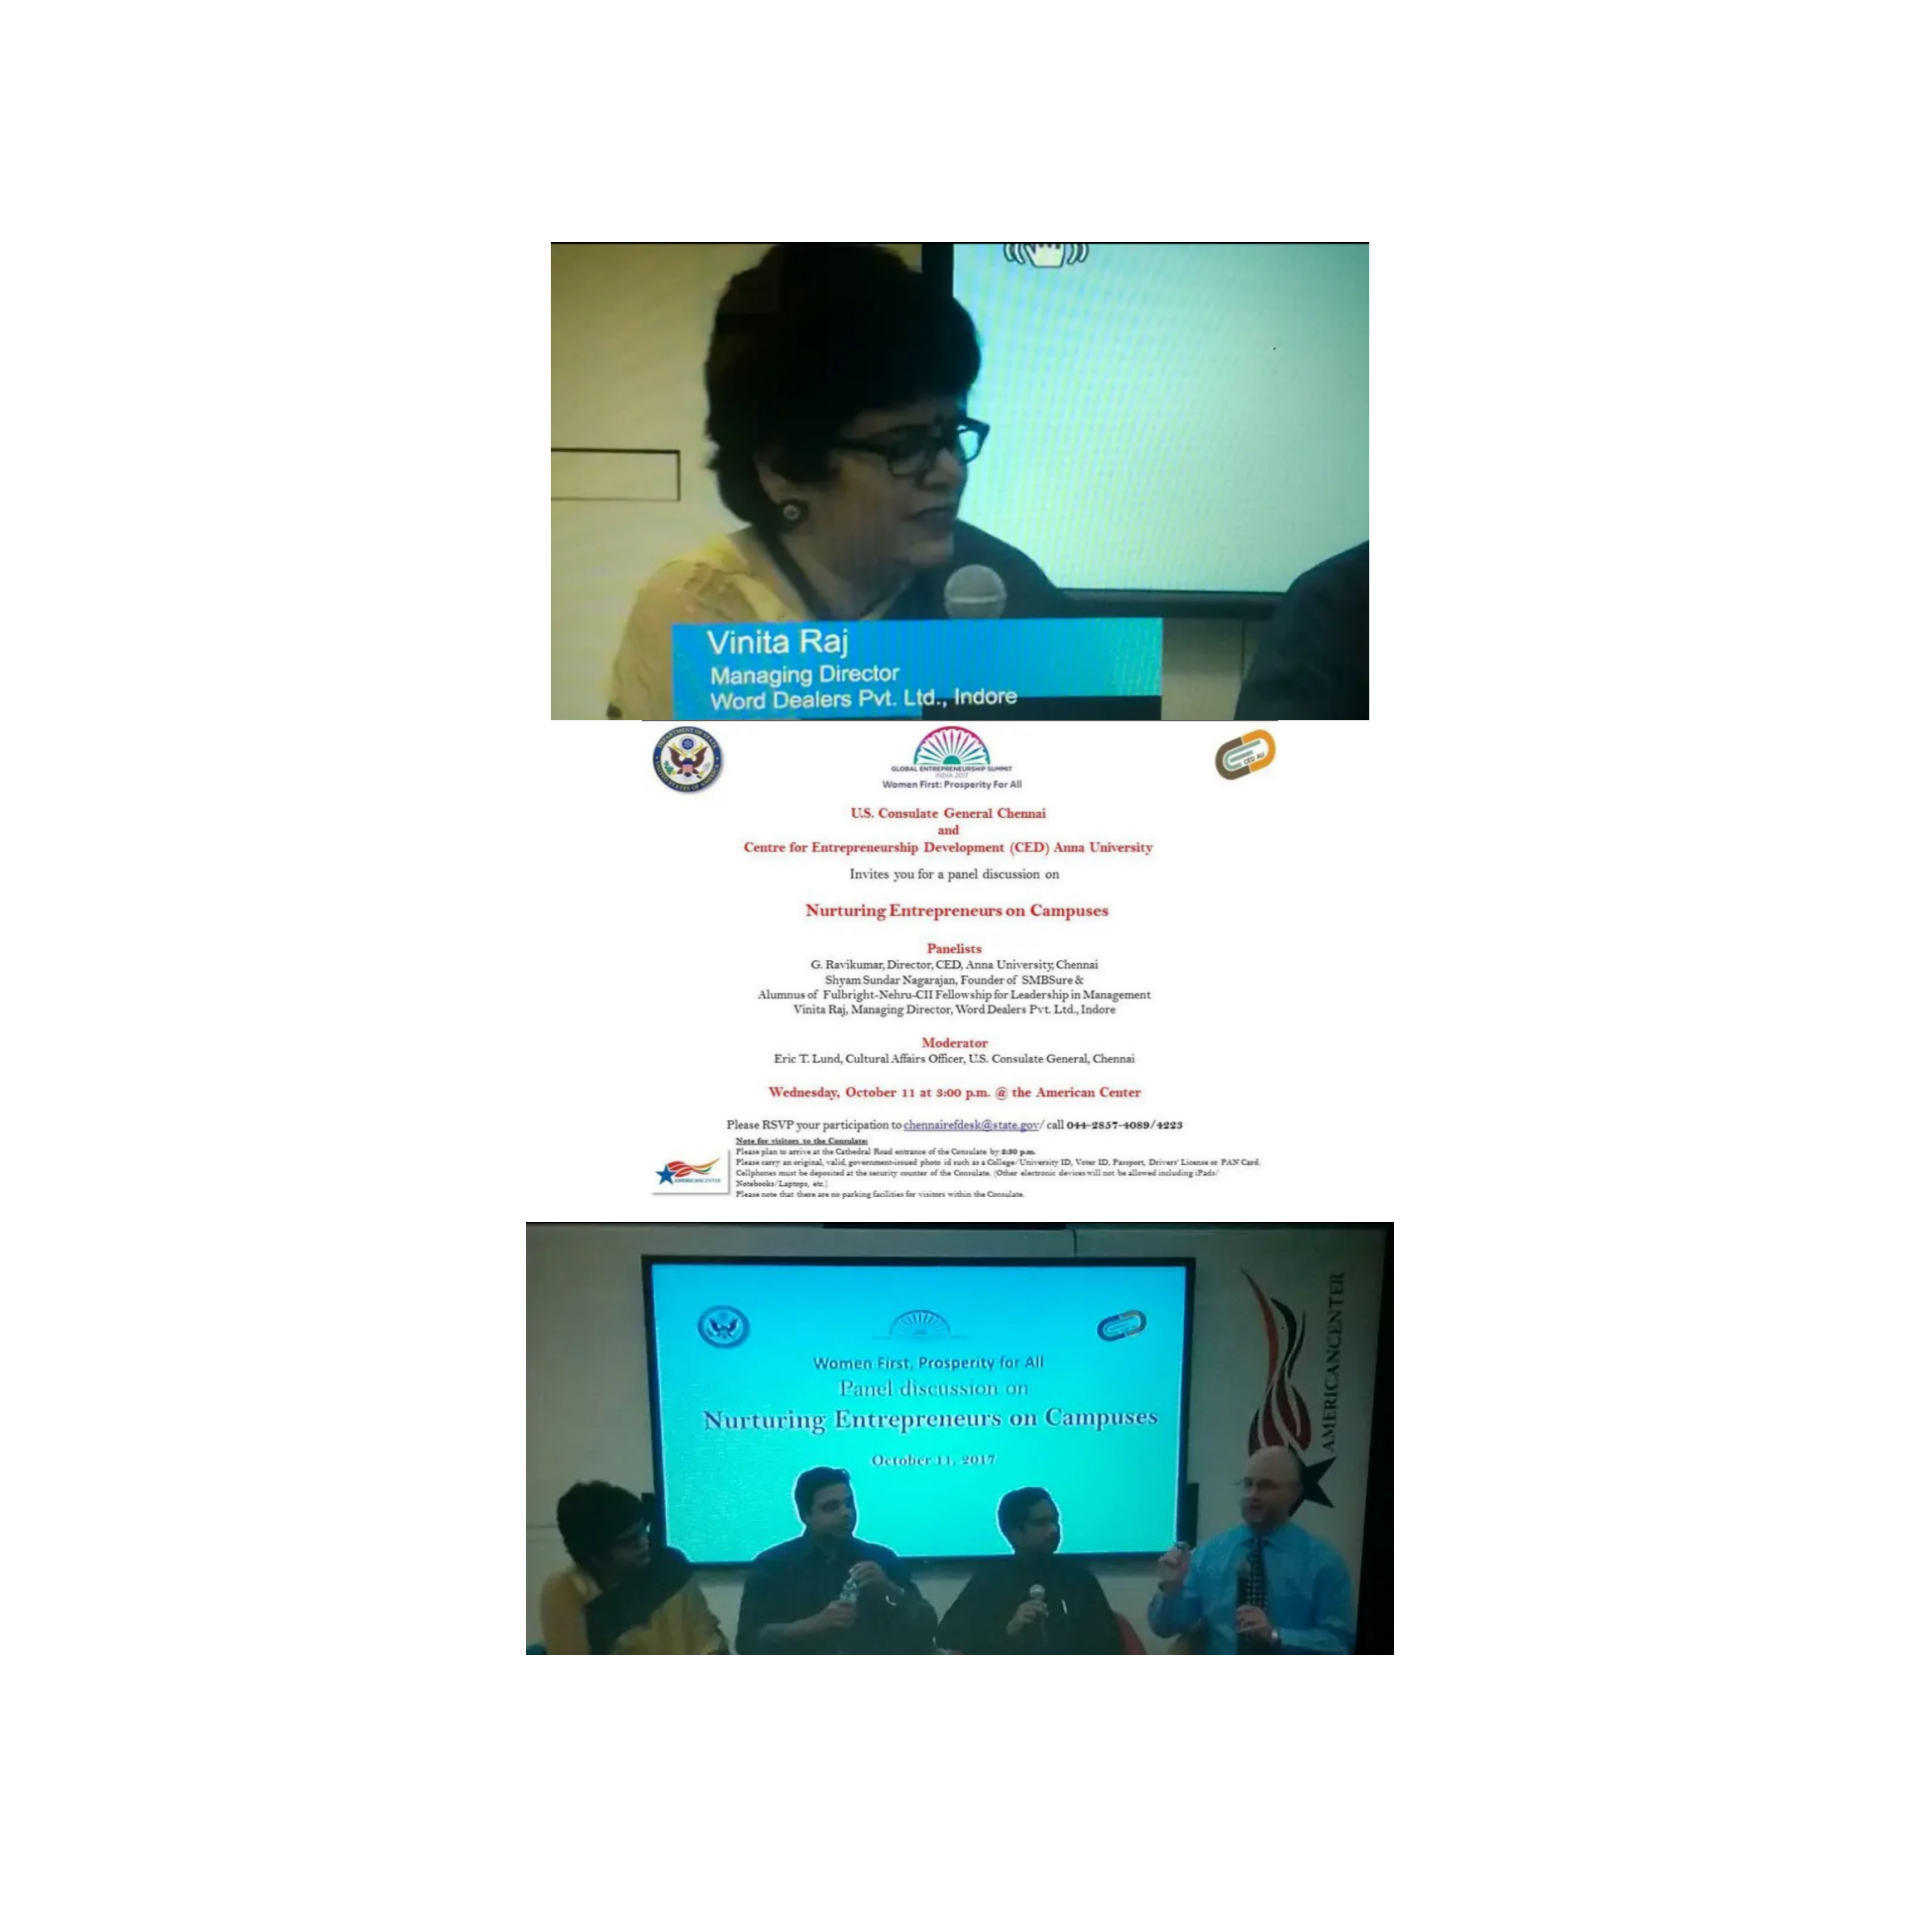 Vinita Raj
Managing Director
Word Dealers Pvt. Ltd., Indore
DEPARTMENT OF STATE
UNITED STATES OF AMERICA
GLOBAL ENTREPRENEURSHIP SUMMIT
INDIA 2017
Women First: Prosperity For All
CED AU
U.S. Consulate General Chennai
and
Centre for Entrepreneurship Development (CED) Anna University
Invites you for a panel discussion on
Nurturing Entrepreneurs on Campuses
Panelists
G. Ravikumar, Director, CED, Anna University, Chennai
Shyam Sundar Nagarajan, Founder of SMBSure &
Alumnus of Fulbright-Nehru-CII Fellowship for Leadership in Management
Vinita Raj, Managing Director, Word Dealers Pvt. Ltd., Indore
Moderator
Eric T. Lund, Cultural Affairs Officer, U.S. Consulate General, Chennai
Wednesday, October 11 at 3:00 p.m. @ the American Center
Please RSVP your participation to chennairefdesk@state.gov/ call 044-2857-4089/4223
Note for visitors to the Consulate:
Please plan to arrive at the Cathedral Road entrance of the Consulate by 2:30 p.m.
Please carry an original, valid, government-issued photo id such as a College/University ID, Voter ID, Passport, Drivers' License or PAN Card.
Cellphones must be deposited at the security counter of the Consulate. (Other electronic devices will not be allowed including iPads/
Notebooks/Laptops, etc.)
Please note that there are no parking facilities for visitors within the Consulate.
AMERICANCENTER
Women First, Prosperity for All
Panel discussion on
Nurturing Entrepreneurs on Campuses
October 11, 2017
AMERICANCENTER